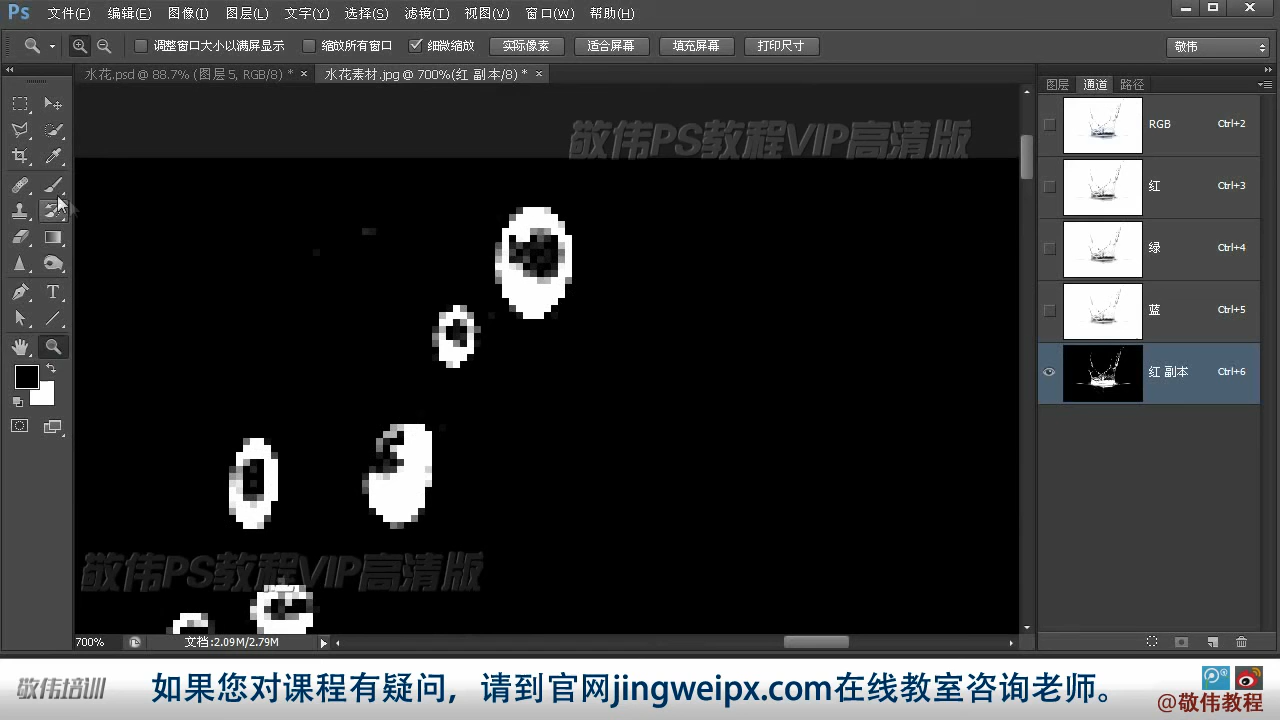 Ps 文件(F) 编辑(E) 图像(I) 图层(L) 文字(Y) 选择(S) 滤镜(T) 视图(V) 窗口(W) 帮助(H)
调整窗口大小以满屏显示 缩放所有窗口 细微缩放 实际像素 适合屏幕 填充屏幕 打印尺寸 敬伟
水花.psd @ 88.7% (图层 5, RGB/8) * × 水花素材.jpg @ 700%(红 副本/8) * ×
图层 通道 路径
敬伟PS教程VIP高清版
RGB Ctrl+2
红 Ctrl+3
绿 Ctrl+4
蓝 Ctrl+5
红 副本 Ctrl+6
敬伟PS教程VIP高清版
700% 文档:2.09M/2.79M
敬伟培训
如果您对课程有疑问，请到官网jingweipx.com在线教室咨询老师。
@敬伟教程